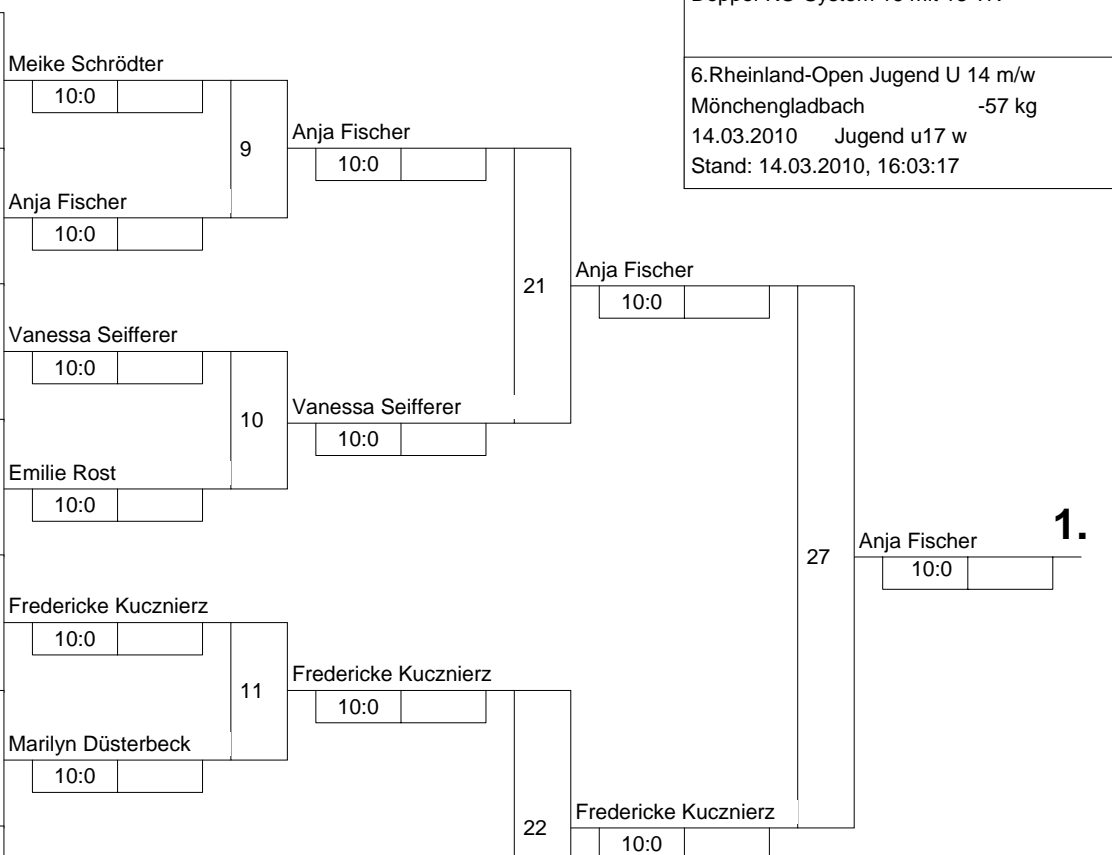 6.Rheinland-Open Jugend U 14 m/w
Mönchengladbach -57 kg
14.03.2010 Jugend u17 w
Stand: 14.03.2010, 16:03:17
Meike Schrödter
10:0
9
Anja Fischer
10:0
Anja Fischer
10:0
21
Anja Fischer
10:0
Vanessa Seifferer
10:0
10
Vanessa Seifferer
10:0
Emilie Rost
10:0
27
Anja Fischer
1.
10:0
Fredericke Kucznierz
10:0
11
Fredericke Kucznierz
10:0
Marilyn Düsterbeck
10:0
22
Fredericke Kucznierz
10:0